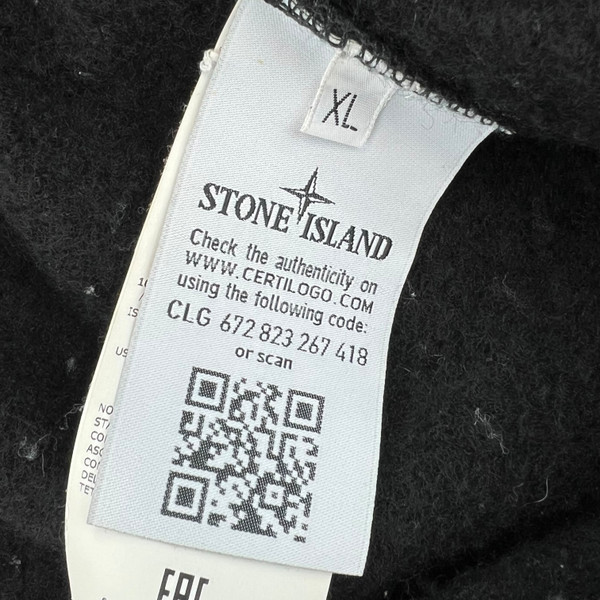 XL
STONE ISLAND
Check the authenticity on
WWW.CERTILOGO.COM
using the following code:
CLG 672 823 267 418
or scan
EAC